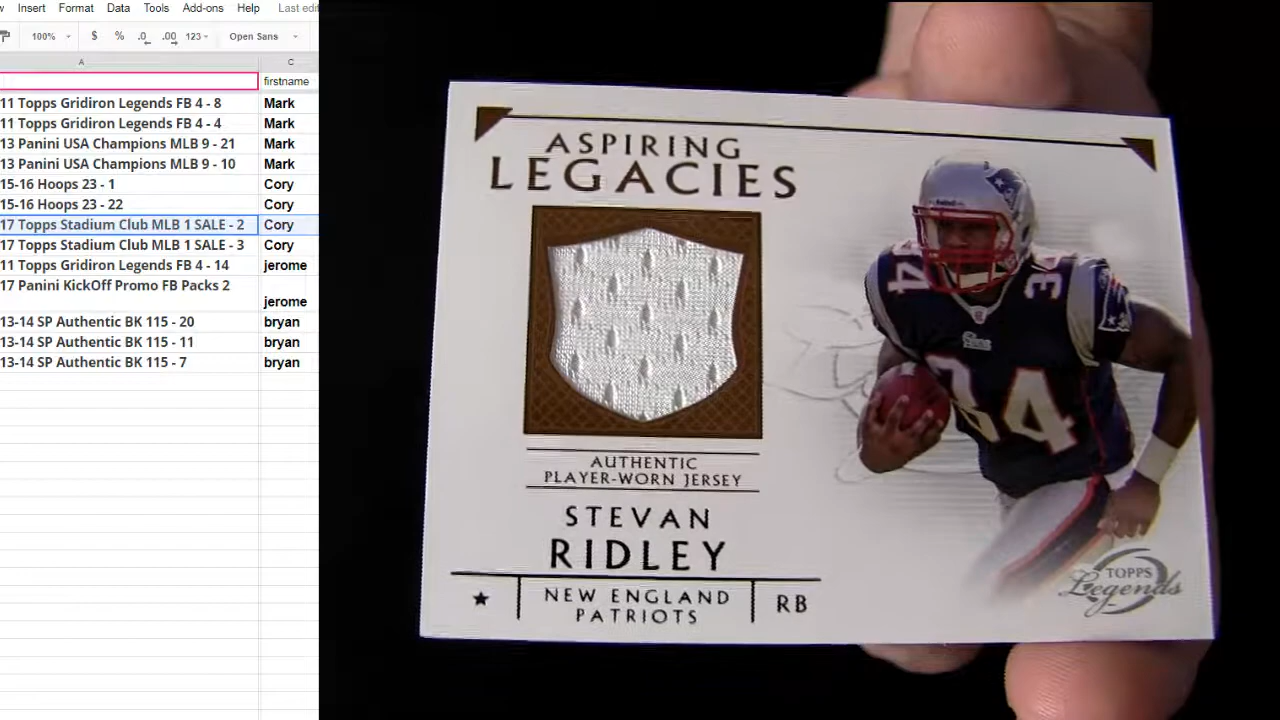 Insert Format Data Tools Add-ons Help Last edi
100% $ % .0 .00 123 Open Sans
A C
firstname
11 Topps Gridiron Legends FB 4 - 8 Mark
11 Topps Gridiron Legends FB 4 - 4 Mark
13 Panini USA Champions MLB 9 - 21 Mark
13 Panini USA Champions MLB 9 - 10 Mark
15-16 Hoops 23 - 1 Cory
15-16 Hoops 23 - 22 Cory
17 Topps Stadium Club MLB 1 SALE - 2 Cory
17 Topps Stadium Club MLB 1 SALE - 3 Cory
11 Topps Gridiron Legends FB 4 - 14 jerome
17 Panini KickOff Promo FB Packs 2 jerome
13-14 SP Authentic BK 115 - 20 bryan
13-14 SP Authentic BK 115 - 11 bryan
13-14 SP Authentic BK 115 - 7 bryan
ASPIRING
LEGACIES
AUTHENTIC
PLAYER-WORN JERSEY
STEVAN
RIDLEY
NEW ENGLAND
PATRIOTS
RB
34
34
34
TOPPS
Legends